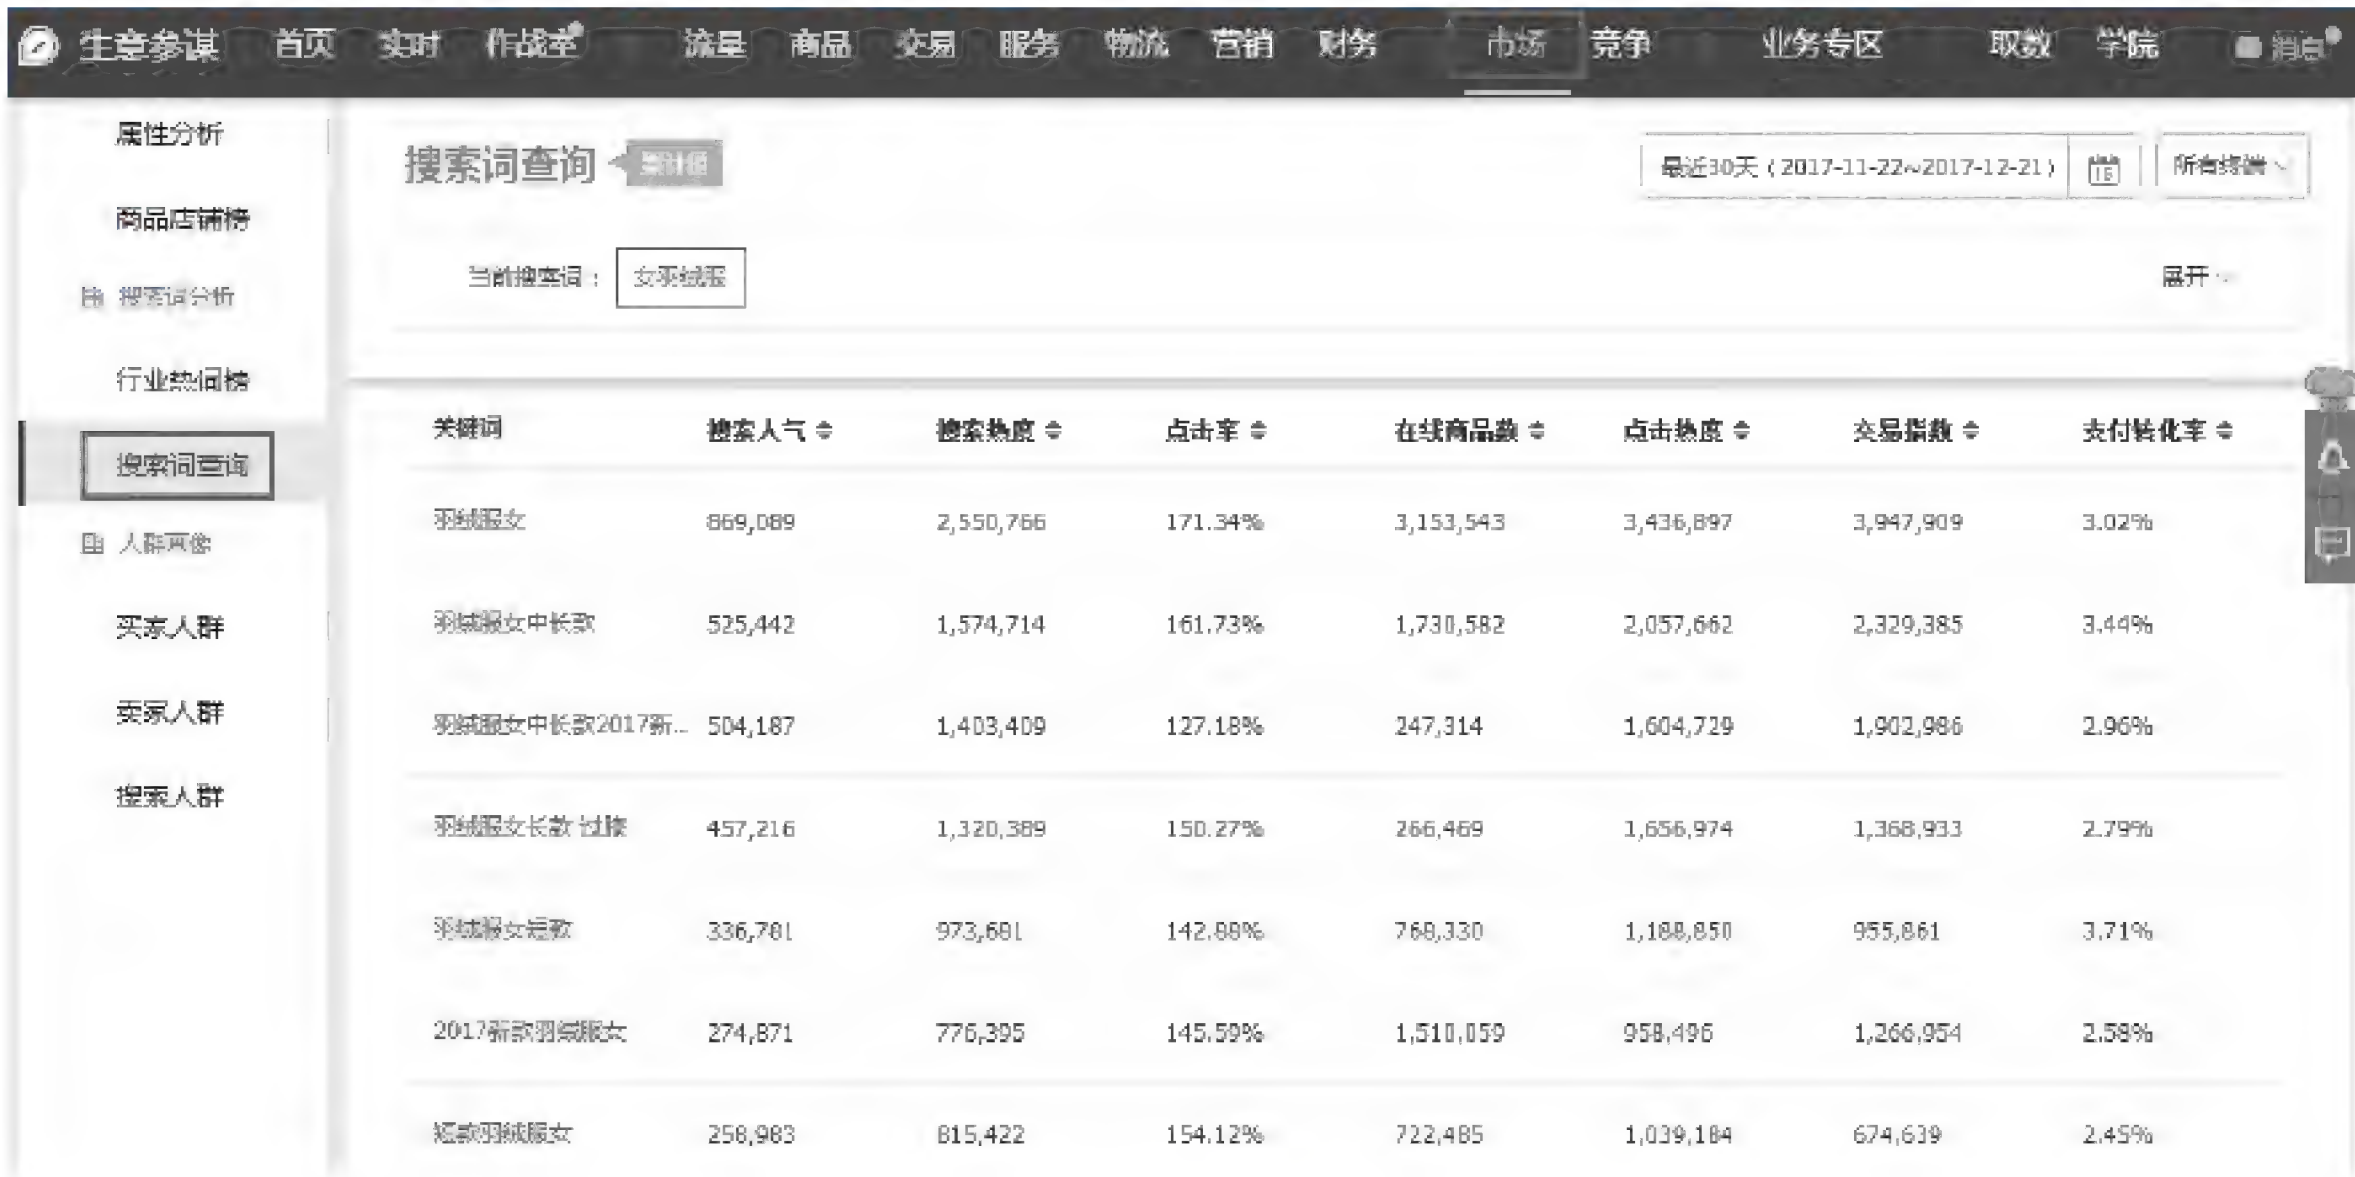 生意参谋 首页 实时 作战室 流量 商品 交易 服务 物流 营销 财务 市场 竞争 业务专区 取数 学院 消息
属性分析
商品店铺榜
搜索词分析
行业热词榜
搜索词查询
人群画像
买家人群
卖家人群
搜索人群
搜索词查询 累计值 最近30天（2017-11-22~2017-12-21） 所有终端
当前搜索词： 女羽绒服 展开
关键词 搜索人气 搜索热度 点击率 在线商品数 点击热度 交易指数 支付转化率
羽绒服女 869,089 2,550,766 171.34% 3,153,543 3,436,897 3,947,909 3.02%
羽绒服女中长款 525,442 1,574,714 161.73% 1,730,582 2,057,662 2,329,385 3.44%
羽绒服女中长款2017新... 504,187 1,403,409 127.18% 247,314 1,604,729 1,902,986 2.96%
羽绒服女长款 过膝 457,216 1,320,389 150.27% 266,469 1,656,974 1,368,933 2.79%
羽绒服女短款 336,781 973,681 142.88% 768,330 1,188,850 955,861 3.71%
2017新款羽绒服女 274,871 776,395 145.59% 1,510,059 958,496 1,266,954 2.58%
短款羽绒服女 258,983 815,422 154.12% 722,485 1,039,184 674,639 2.45%